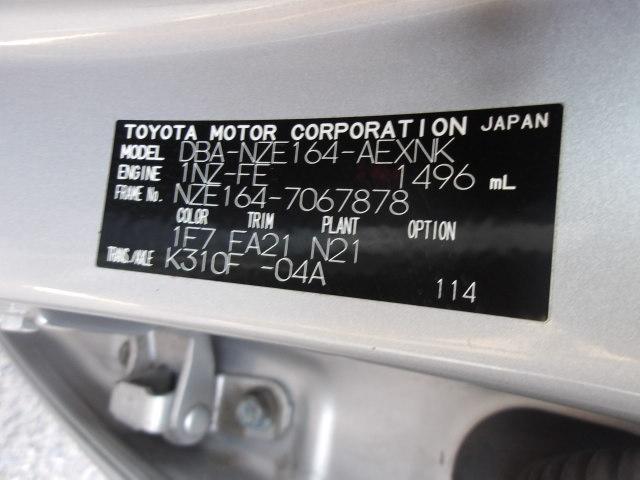 TOYOTA MOTOR CORPORATION JAPAN
MODEL DBA-NZE164-AEXNK
ENGINE 1NZ-FE 1496 mL
FRAME No. NZE164-7067878
COLOR TRIM PLANT OPTION
1F7 FA21 N21
TRANS./AXLE K310F -04A
114